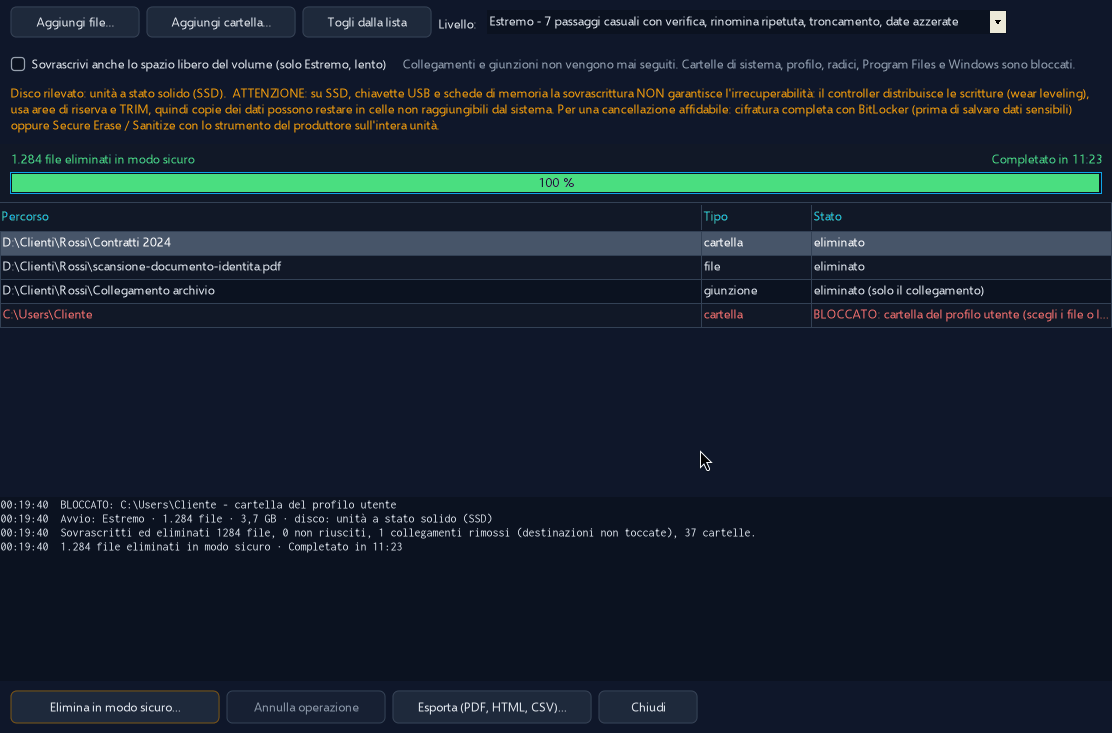 Aggiungi file...
Aggiungi cartella...
Togli dalla lista
Livello:
Estremo - 7 passaggi casuali con verifica, rinomina ripetuta, troncamento, date azzerate
Sovrascrivi anche lo spazio libero del volume (solo Estremo, lento)
Collegamenti e giunzioni non vengono mai seguiti. Cartelle di sistema, profilo, radici, Program Files e Windows sono bloccati.
Disco rilevato: unità a stato solido (SSD).  ATTENZIONE: su SSD, chiavette USB e schede di memoria la sovrascrittura NON garantisce l'irrecuperabilità: il controller distribuisce le scritture (wear leveling),
usa aree di riserva e TRIM, quindi copie dei dati possono restare in celle non raggiungibili dal sistema. Per una cancellazione affidabile: cifratura completa con BitLocker (prima di salvare dati sensibili)
oppure Secure Erase / Sanitize con lo strumento del produttore sull'intera unità.
1.284 file eliminati in modo sicuro
Completato in 11:23
100 %
Percorso
Tipo
Stato
D:\Clienti\Rossi\Contratti 2024
cartella
eliminato
D:\Clienti\Rossi\scansione-documento-identita.pdf
file
eliminato
D:\Clienti\Rossi\Collegamento archivio
giunzione
eliminato (solo il collegamento)
C:\Users\Cliente
cartella
BLOCCATO: cartella del profilo utente (scegli i file o l...
00:19:40  BLOCCATO: C:\Users\Cliente - cartella del profilo utente
00:19:40  Avvio: Estremo · 1.284 file · 3,7 GB · disco: unità a stato solido (SSD)
00:19:40  Sovrascritti ed eliminati 1284 file, 0 non riusciti, 1 collegamenti rimossi (destinazioni non toccate), 37 cartelle.
00:19:40  1.284 file eliminati in modo sicuro · Completato in 11:23
Elimina in modo sicuro...
Annulla operazione
Esporta (PDF, HTML, CSV)...
Chiudi